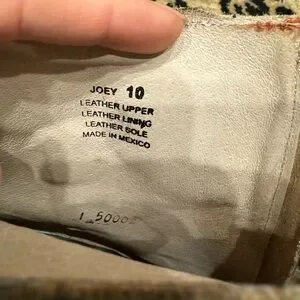 JOEY 10
LEATHER UPPER
LEATHER LINING
LEATHER SOLE
MADE IN MEXICO